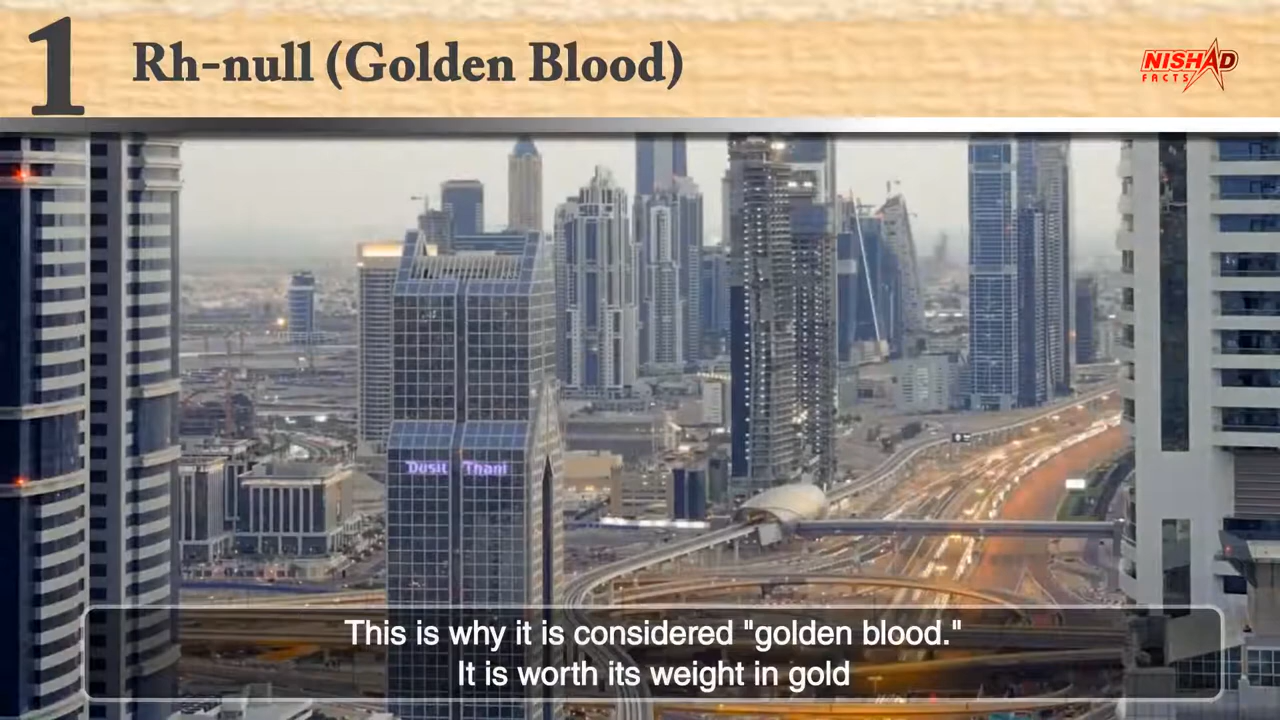 1
Rh-null (Golden Blood)
NISHAD
FACTS
Dusit Thani
This is why it is considered "golden blood."
It is worth its weight in gold